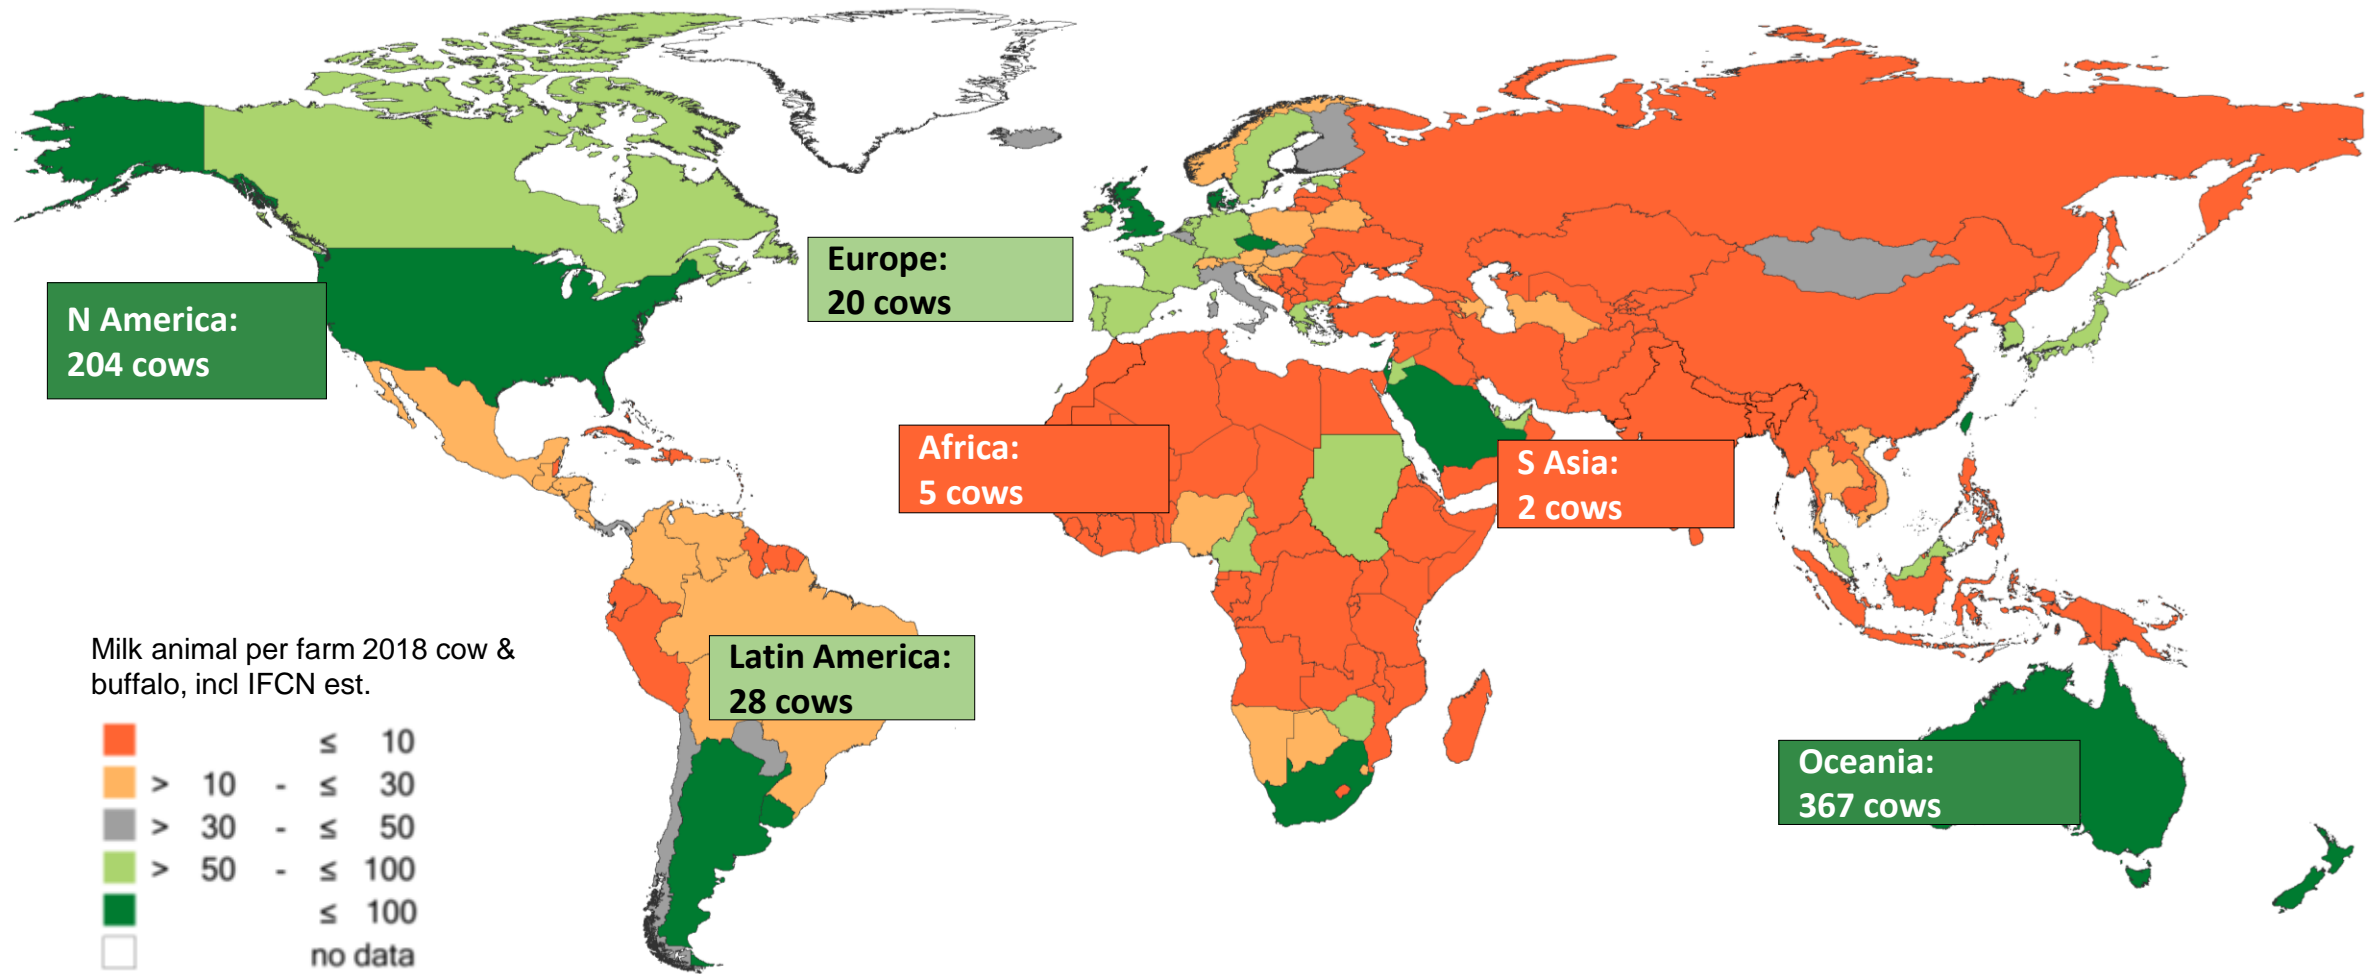 N America:
204 cows
Europe:
20 cows
Africa:
5 cows
S Asia:
2 cows
Latin America:
28 cows
Oceania:
367 cows
Milk animal per farm 2018 cow &
buffalo, incl IFCN est.
≤ 10
> 10 - ≤ 30
> 30 - ≤ 50
> 50 - ≤ 100
≤ 100
no data